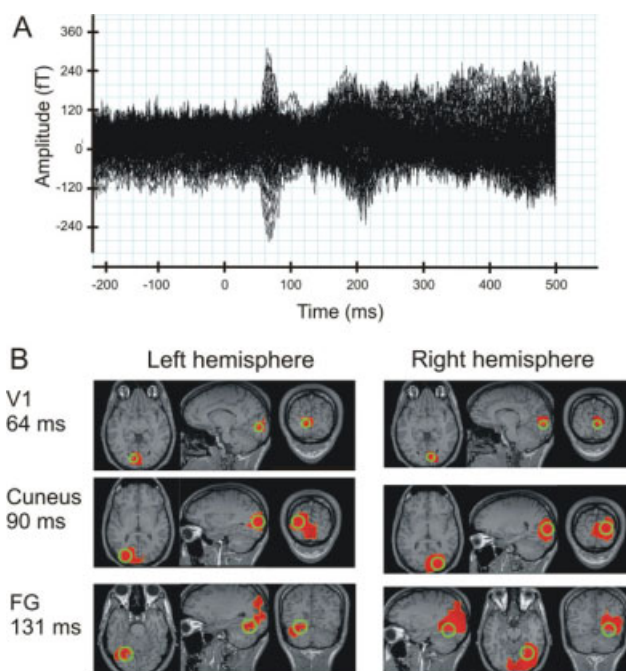 A
Amplitude (fT)
360
240
120
0
-120
-240
-200 -100 0 100 200 300 400 500
Time (ms)
B
Left hemisphere Right hemisphere
V1
64 ms
Cuneus
90 ms
FG
131 ms